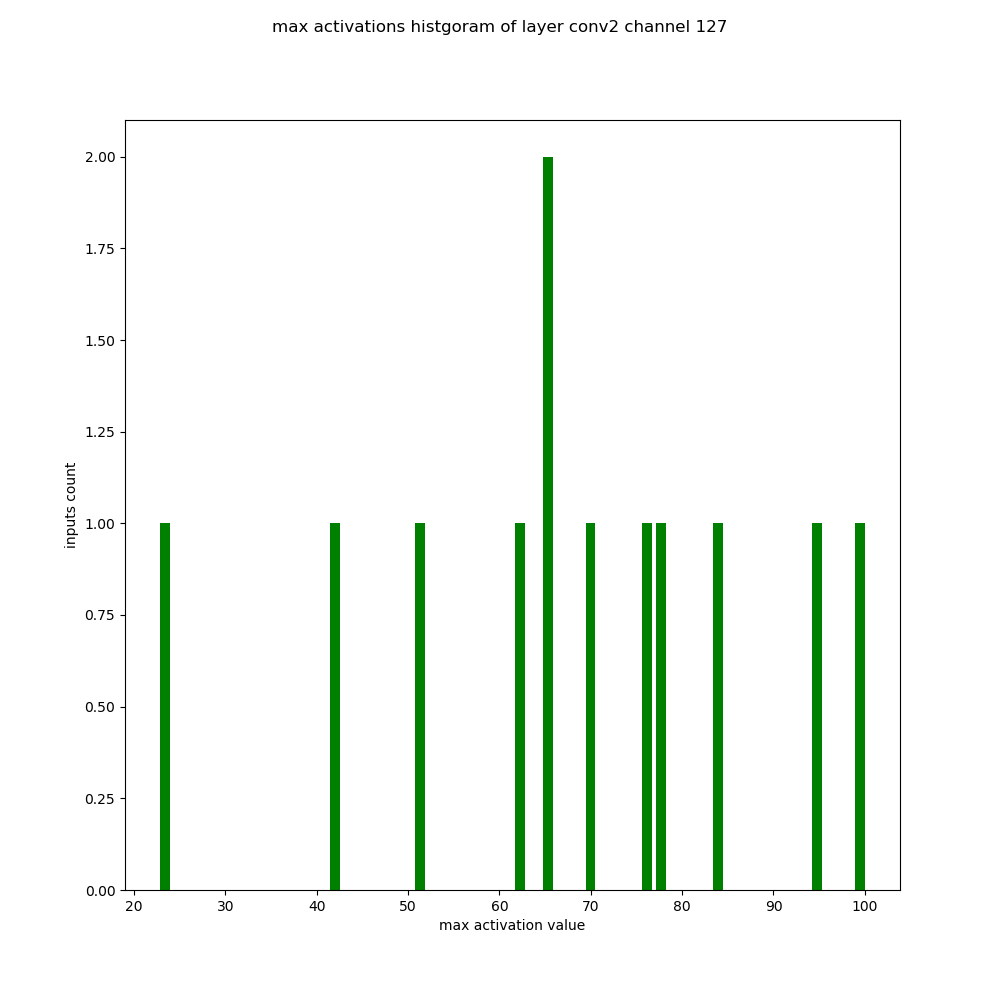 max activations histgoram of layer conv2 channel 127
2.00
1.75
1.50
1.25
1.00
0.75
0.50
0.25
0.00
inputs count
20 30 40 50 60 70 80 90 100
max activation value